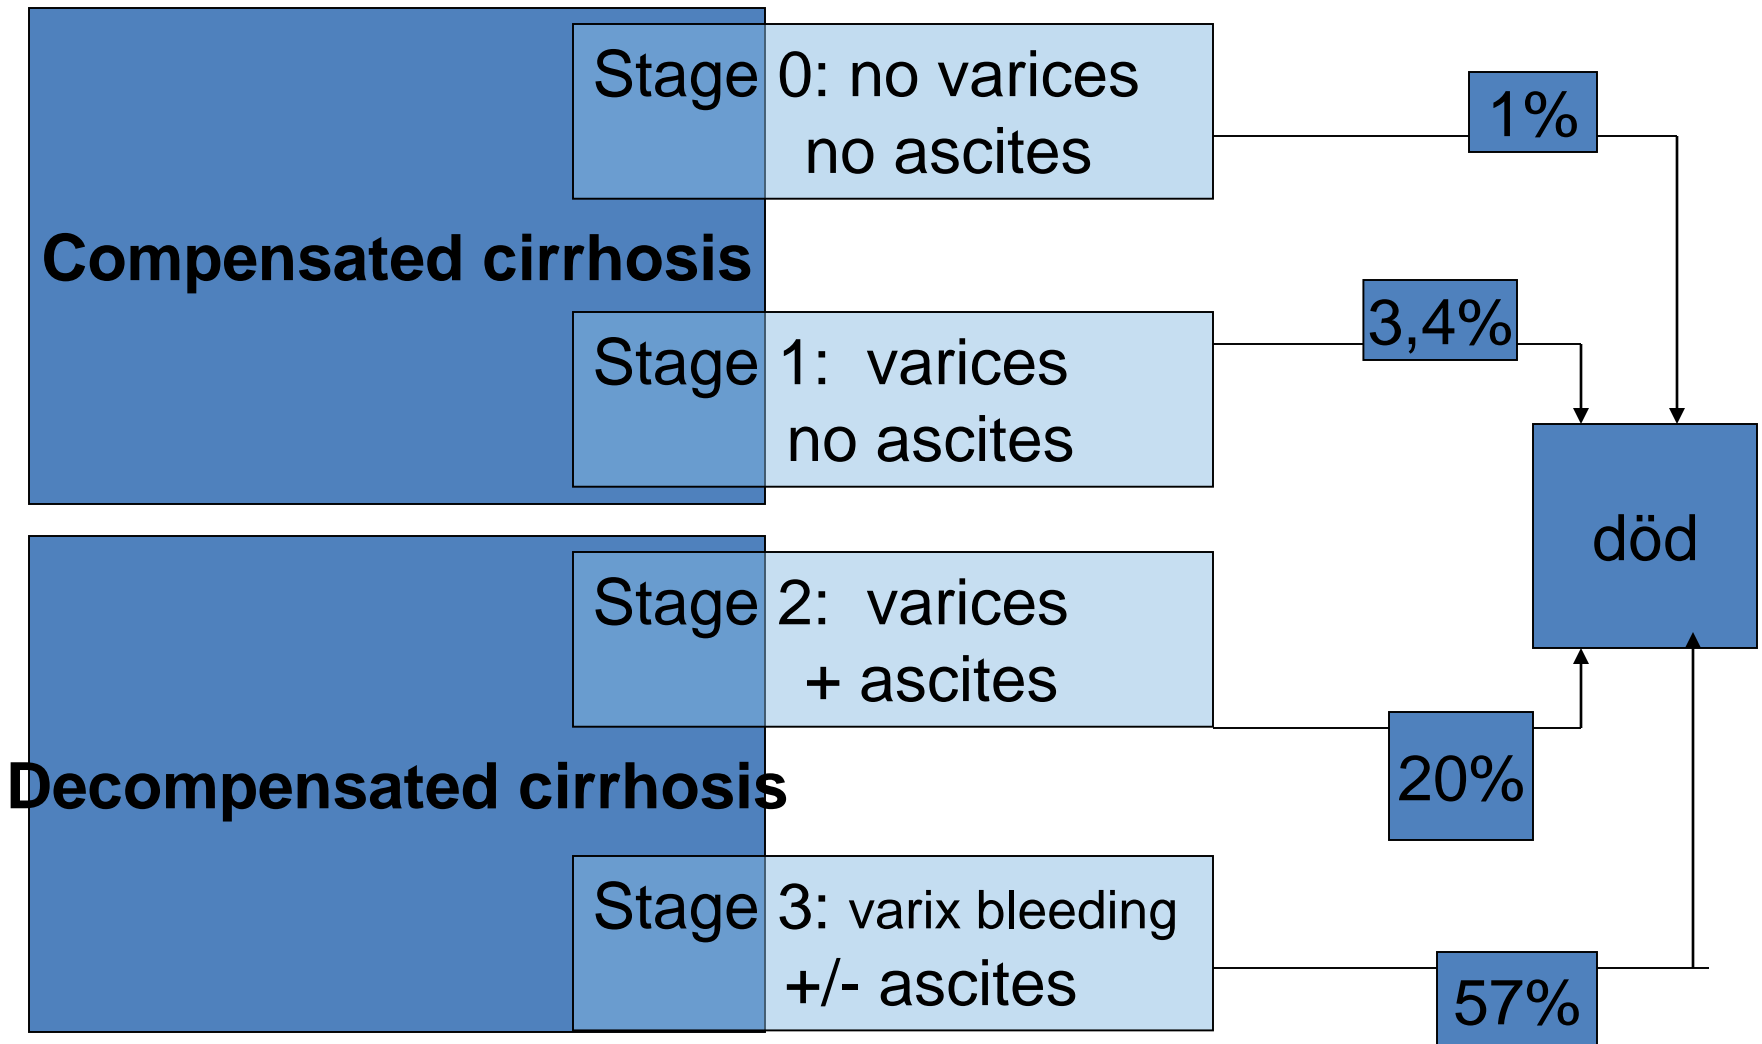 Stage 0: no varices
no ascites
1%
Compensated cirrhosis
3,4%
Stage 1: varices
no ascites
död
Stage 2: varices
+ ascites
20%
Decompensated cirrhosis
Stage 3: varix bleeding
+/- ascites
57%